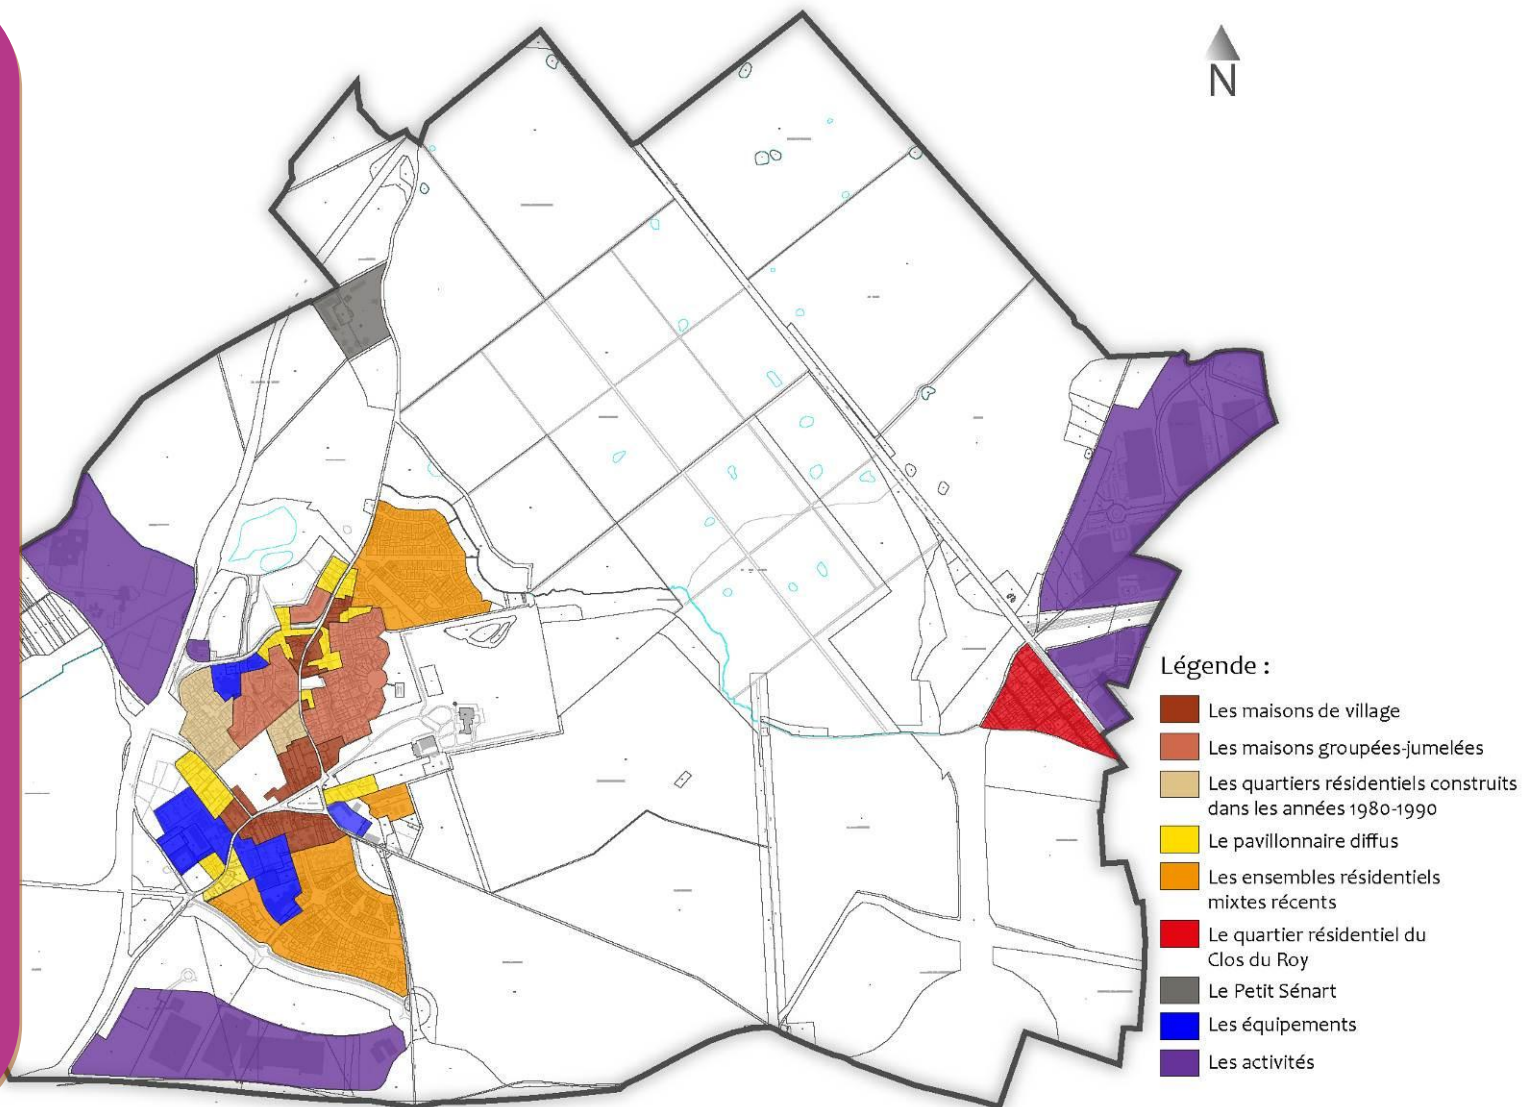 N
Légende :
Les maisons de village
Les maisons groupées-jumelées
Les quartiers résidentiels construits
dans les années 1980-1990
Le pavillonnaire diffus
Les ensembles résidentiels
mixtes récents
Le quartier résidentiel du
Clos du Roy
Le Petit Sénart
Les équipements
Les activités